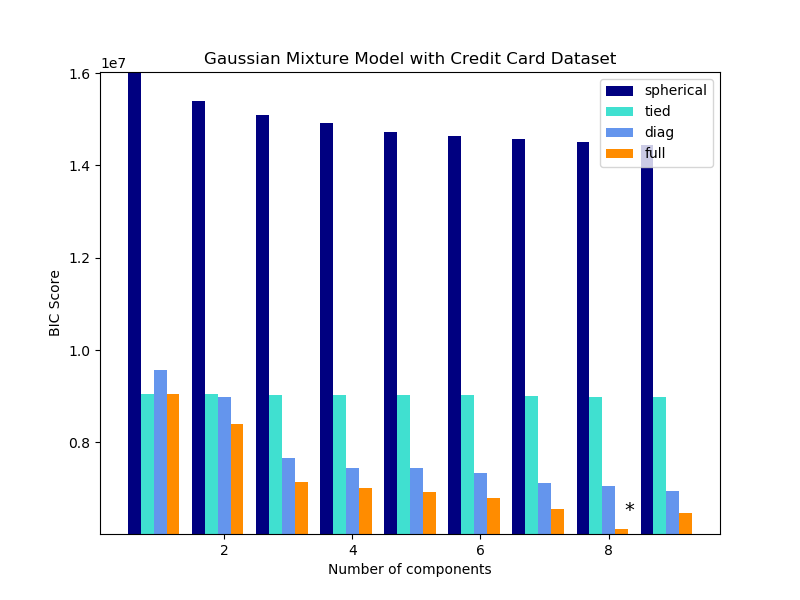 Gaussian Mixture Model with Credit Card Dataset
1e7
1.6
1.4
1.2
1.0
0.8
BIC Score
spherical
tied
diag
full
*
2 4 6 8
Number of components